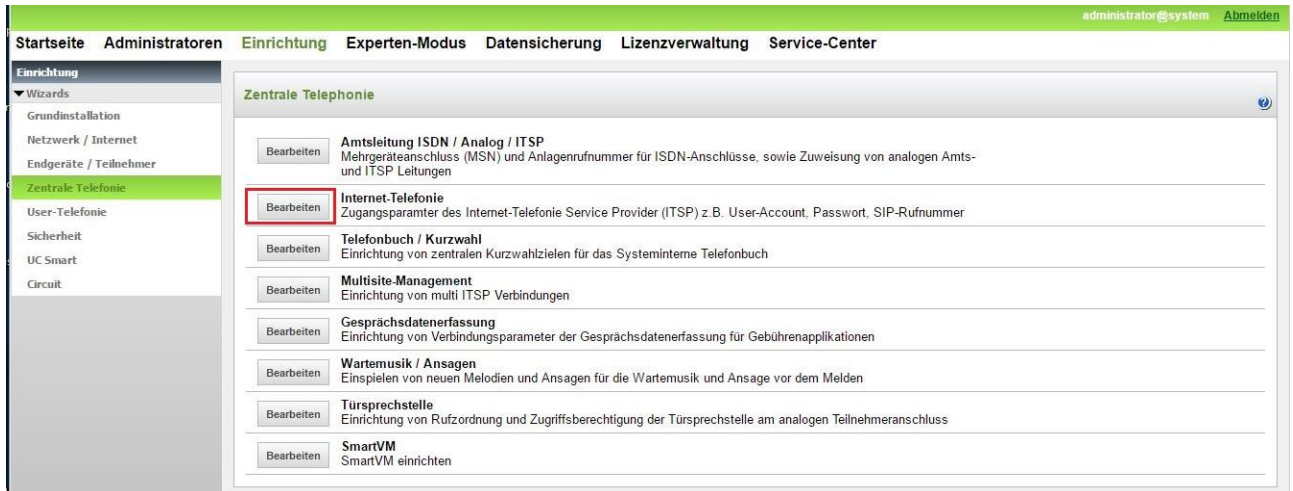 administrator@system Abmelden
Startseite Administratoren Einrichtung Experten-Modus Datensicherung Lizenzverwaltung Service-Center
Einrichtung
Wizards
Grundinstallation
Netzwerk / Internet
Endgeräte / Teilnehmer
Zentrale Telefonie
User-Telefonie
Sicherheit
UC Smart
Circuit
Zentrale Telephonie
Bearbeiten
Amtsleitung ISDN / Analog / ITSP
Mehrgeräteanschluss (MSN) und Anlagenrufnummer für ISDN-Anschlüsse, sowie Zuweisung von analogen Amts-
und ITSP Leitungen
Bearbeiten
Internet-Telefonie
Zugangsparamter des Internet-Telefonie Service Provider (ITSP) z.B. User-Account, Passwort, SIP-Rufnummer
Bearbeiten
Telefonbuch / Kurzwahl
Einrichtung von zentralen Kurzwahlzielen für das Systeminterne Telefonbuch
Bearbeiten
Multisite-Management
Einrichtung von multi ITSP Verbindungen
Bearbeiten
Gesprächsdatenerfassung
Einrichtung von Verbindungsparameter der Gesprächsdatenerfassung für Gebührenapplikationen
Bearbeiten
Wartemusik / Ansagen
Einspielen von neuen Melodien und Ansagen für die Wartemusik und Ansage vor dem Melden
Bearbeiten
Türsprechstelle
Einrichtung von Rufzordnung und Zugriffsberechtigung der Türsprechstelle am analogen Teilnehmeranschluss
Bearbeiten
SmartVM
SmartVM einrichten